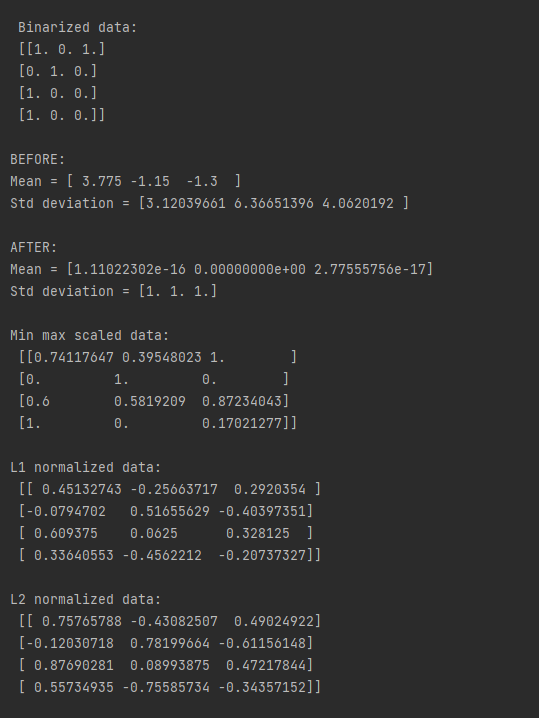 Binarized data:
[[1. 0. 1.]
[0. 1. 0.]
[1. 0. 0.]
[1. 0. 0.]]
BEFORE:
Mean = [ 3.775 -1.15  -1.3  ]
Std deviation = [3.12039661 6.36651396 4.0620192 ]
AFTER:
Mean = [1.11022302e-16 0.00000000e+00 2.77555756e-17]
Std deviation = [1. 1. 1.]
Min max scaled data:
[[0.74117647 0.39548023 1.        ]
[0.         1.         0.        ]
[0.6        0.5819209  0.87234043]
[1.         0.         0.17021277]]
L1 normalized data:
[[ 0.45132743 -0.25663717  0.2920354 ]
[-0.0794702   0.51655629 -0.40397351]
[ 0.609375    0.0625      0.328125  ]
[ 0.33640553 -0.4562212  -0.20737327]]
L2 normalized data:
[[ 0.75765788 -0.43082507  0.49024922]
[-0.12030718  0.78199664 -0.61156148]
[ 0.87690281  0.08993875  0.47217844]
[ 0.55734935 -0.75585734 -0.34357152]]